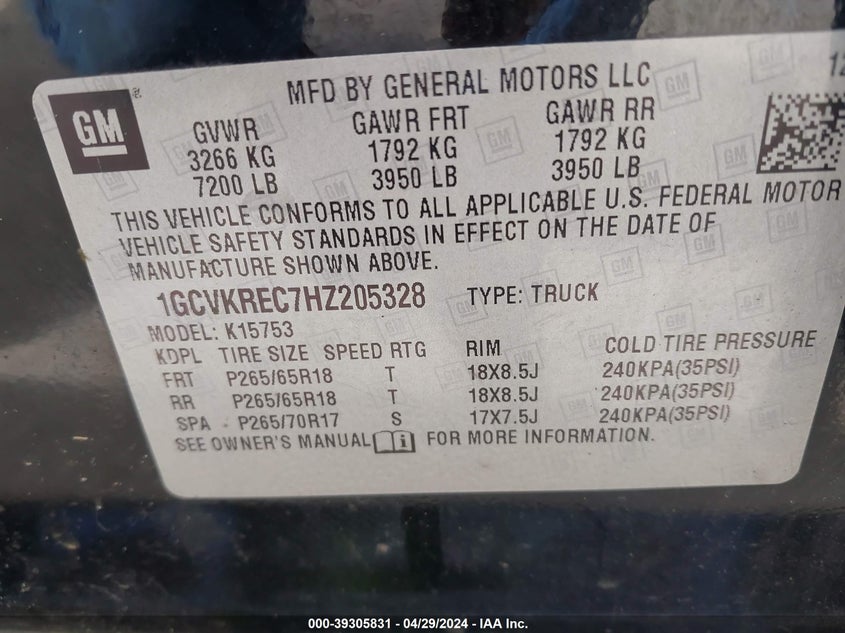 MFD BY GENERAL MOTORS LLC
12
GM
GVWR GAWR FRT GAWR RR
3266 KG 1792 KG 1792 KG
7200 LB 3950 LB 3950 LB
THIS VEHICLE CONFORMS TO ALL APPLICABLE U.S. FEDERAL MOTOR
VEHICLE SAFETY STANDARDS IN EFFECT ON THE DATE OF
MANUFACTURE SHOWN ABOVE.
1GCVKREC7HZ205328 TYPE: TRUCK
MODEL: K15753
KDPL TIRE SIZE SPEED RTG RIM COLD TIRE PRESSURE
FRT P265/65R18 T 18X8.5J 240KPA(35PSI)
RR P265/65R18 T 18X8.5J 240KPA(35PSI)
SPA P265/70R17 S 17X7.5J 240KPA(35PSI)
SEE OWNER'S MANUAL i FOR MORE INFORMATION.
000-39305831 - 04/29/2024 - IAA Inc.